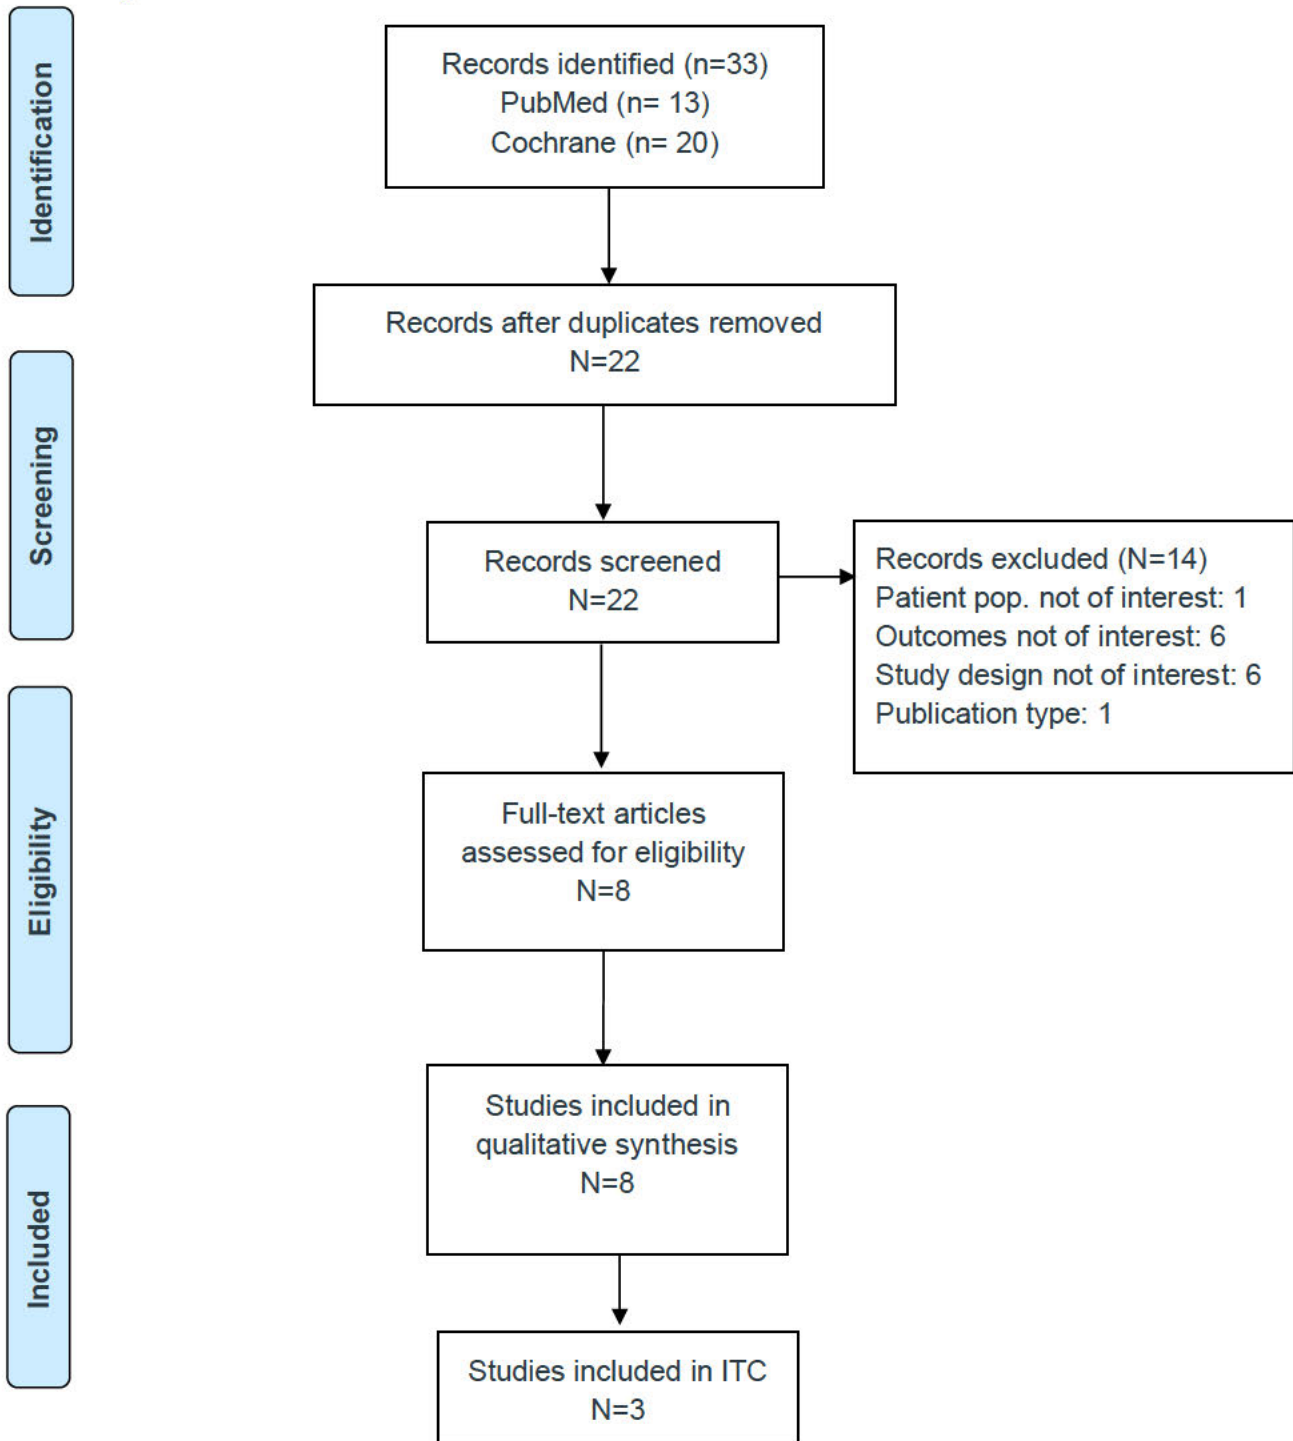 Identification
Records identified (n=33)
PubMed (n= 13)
Cochrane (n= 20)
Records after duplicates removed
N=22
Screening
Records screened
N=22
Records excluded (N=14)
Patient pop. not of interest: 1
Outcomes not of interest: 6
Study design not of interest: 6
Publication type: 1
Eligibility
Full-text articles
assessed for eligibility
N=8
Included
Studies included in
qualitative synthesis
N=8
Studies included in ITC
N=3